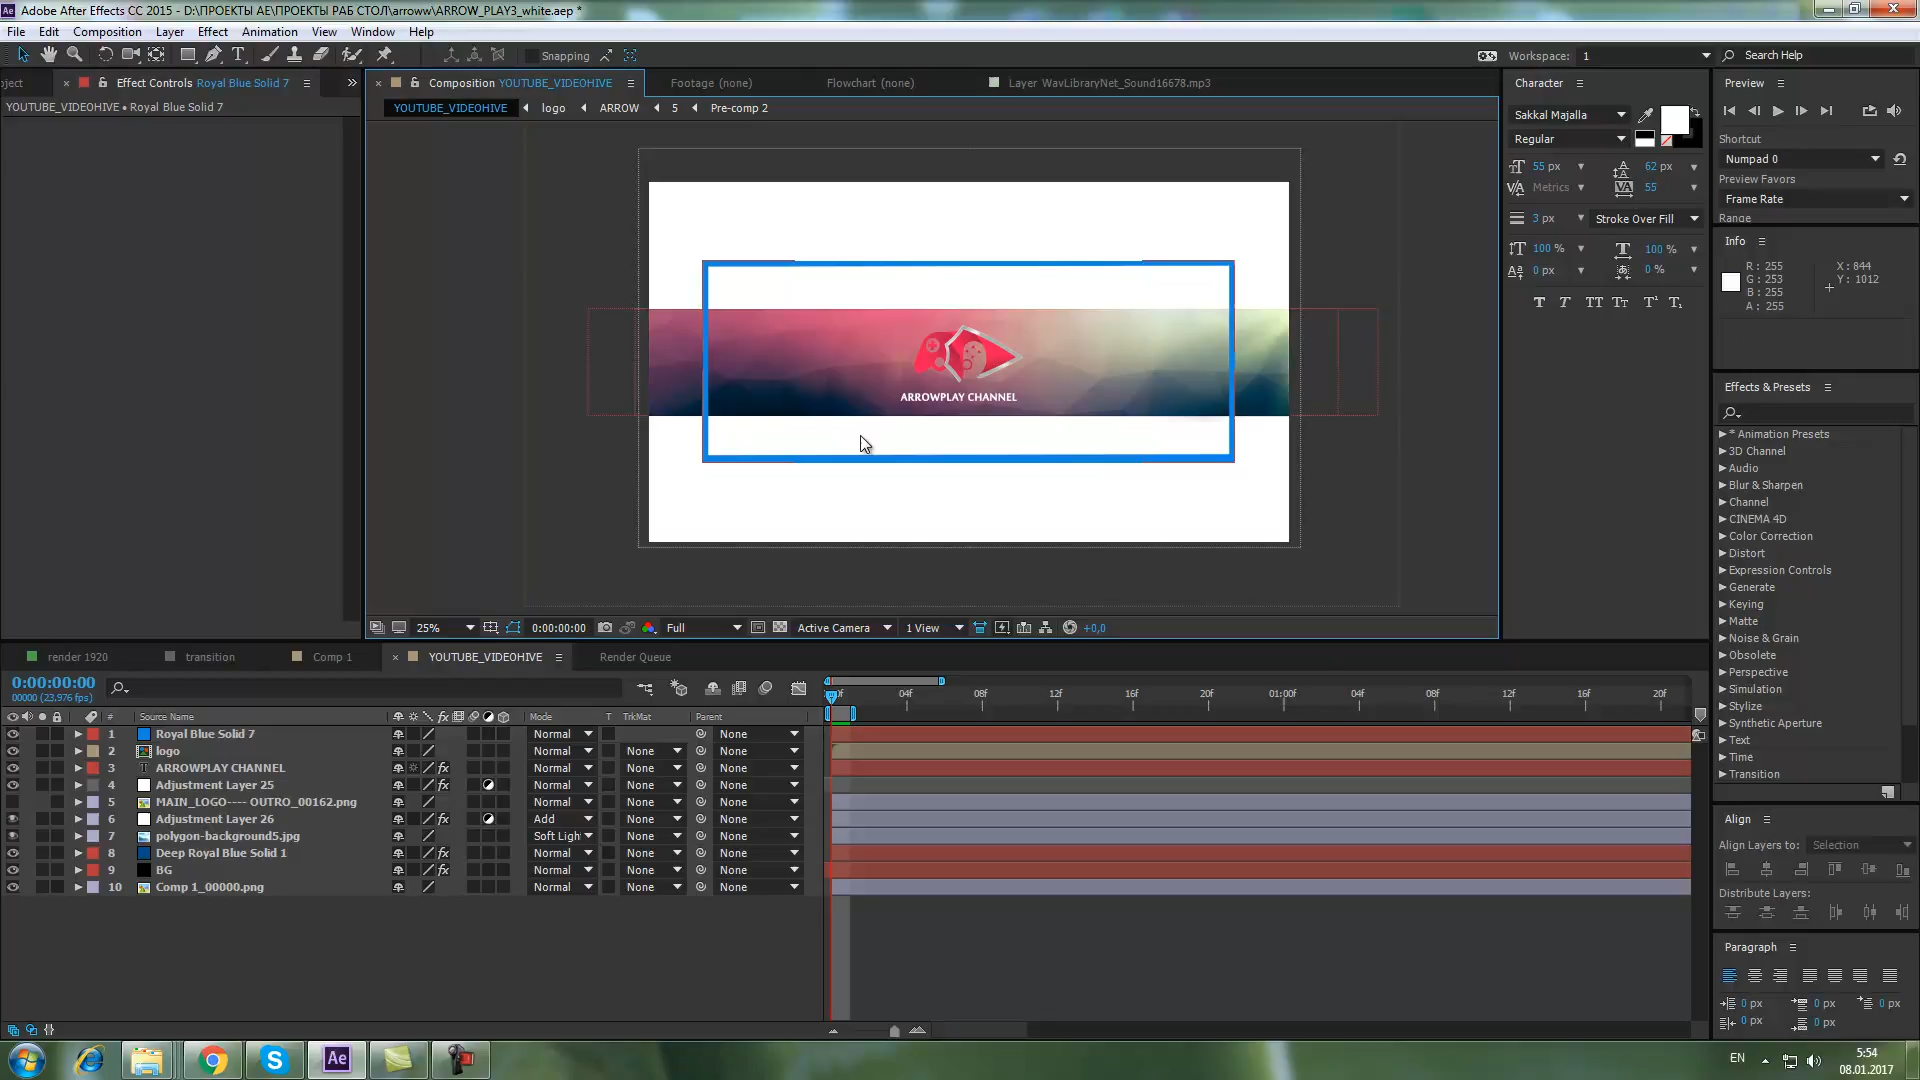 Adobe After Effects CC 2015 - D:\ПРОЕКТЫ АЕ\ПРОЕКТЫ РАБ СТОЛ\arroww\ARROW_PLAY3_white.aep *
File Edit Composition Layer Effect Animation View Window Help
Snapping
Workspace: 1
Search Help
oject
Effect Controls Royal Blue Solid 7
Composition YOUTUBE_VIDEOHIVE
Footage (none)
Flowchart (none)
Layer WavLibraryNet_Sound16678.mp3
YOUTUBE_VIDEOHIVE • Royal Blue Solid 7
YOUTUBE_VIDEOHIVE logo ARROW 5 Pre-comp 2
ARROWPLAY CHANNEL
25% 0:00:00:00 Full Active Camera 1 View +0,0
Character
Sakkal Majalla
Regular
55 px 62 px
Metrics 55
3 px Stroke Over Fill
100 % 100 %
0 px 0 %
T T TT Tt T¹ T₁
Preview
Shortcut
Numpad 0
Preview Favors
Frame Rate
Range
Info
R : 255
G : 253
B : 255
A : 255
X : 844
Y : 1012
Effects & Presets
* Animation Presets
3D Channel
Audio
Blur & Sharpen
Channel
CINEMA 4D
Color Correction
Distort
Expression Controls
Generate
Keying
Matte
Noise & Grain
Obsolete
Perspective
Simulation
Stylize
Synthetic Aperture
Text
Time
Transition
Align
Align Layers to: Selection
Distribute Layers:
Paragraph
0 px 0 px 0 px
0 px 0 px
render 1920 transition Comp 1 YOUTUBE_VIDEOHIVE Render Queue
0:00:00:00
00000 (23.976 fps)
04f 08f 12f 16f 20f 01:00f 04f 08f 12f 16f 20f
# Source Name fx Mode T TrkMat Parent
1 Royal Blue Solid 7 Normal None
2 logo Normal None None
3 ARROWPLAY CHANNEL fx Normal None None
4 Adjustment Layer 25 Normal None None
5 MAIN_LOGO---- OUTRO_00162.png Normal None None
6 Adjustment Layer 26 fx Add None None
7 polygon-background5.jpg Soft Ligh None None
8 Deep Royal Blue Solid 1 fx Normal None None
9 BG fx Normal None None
10 Comp 1_00000.png Normal None None
EN
5:54
08.01.2017